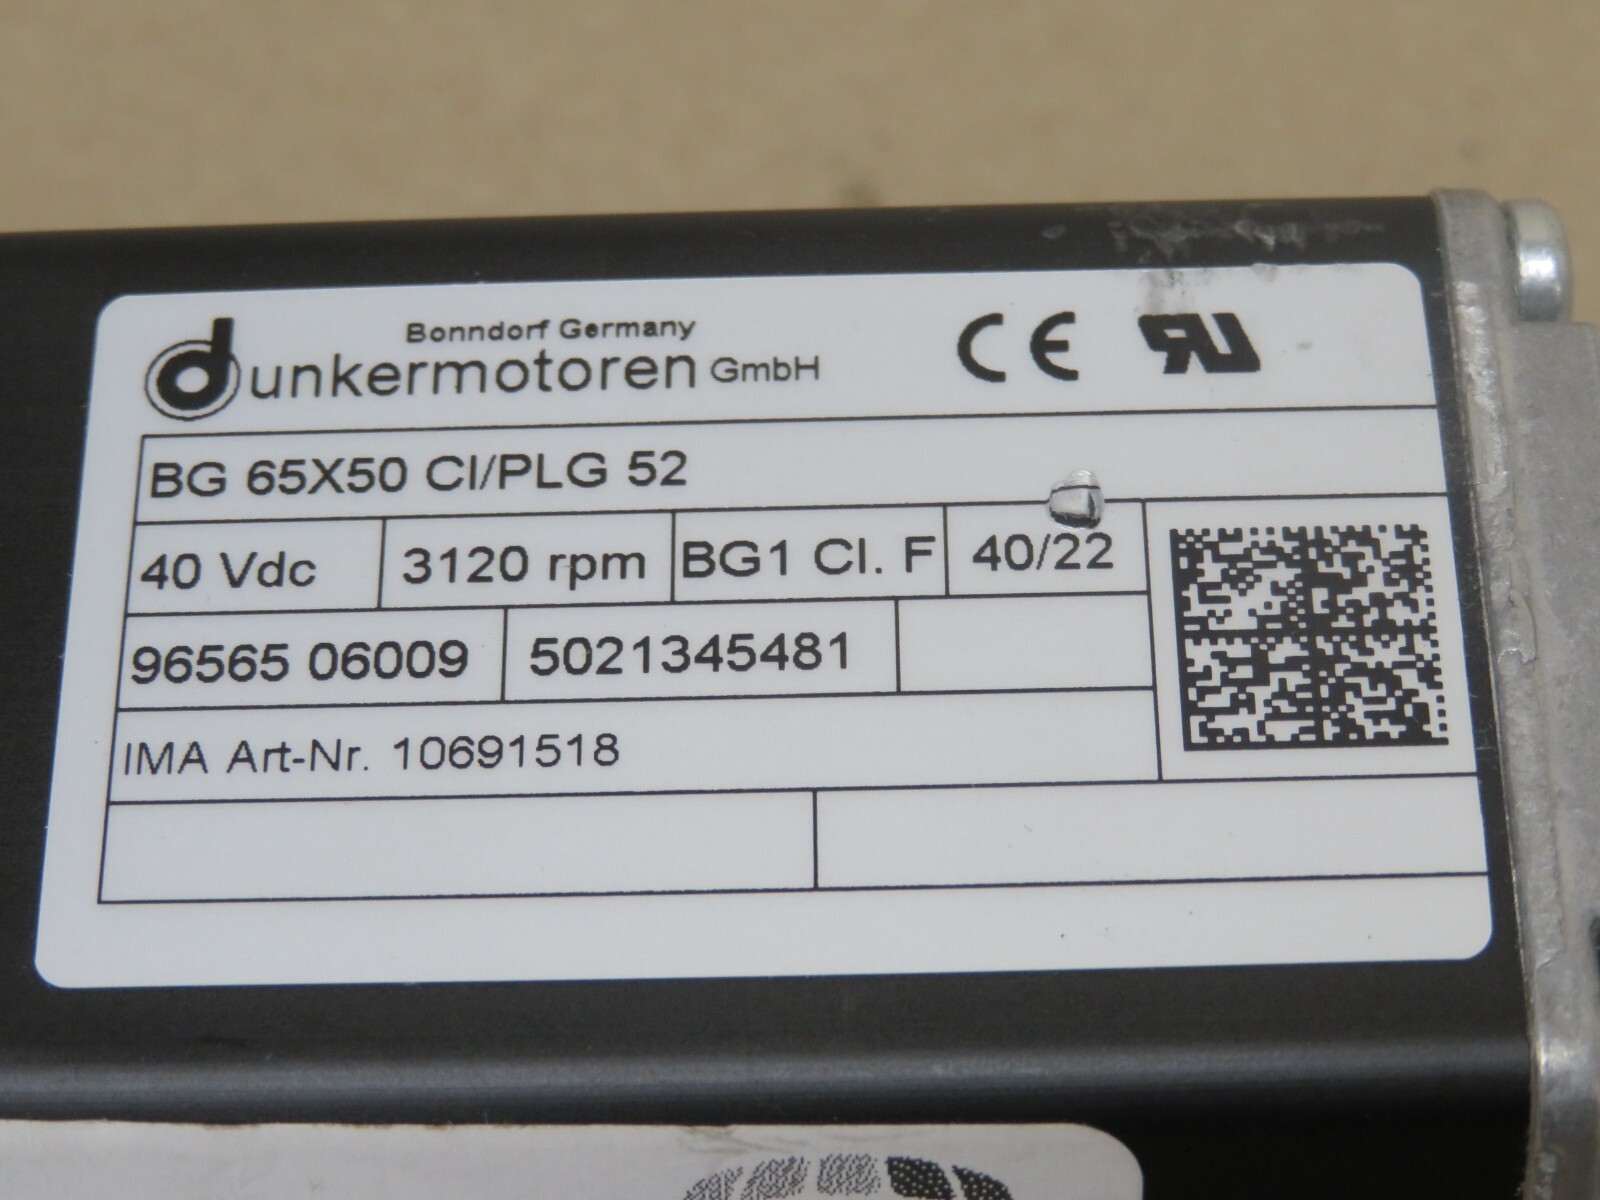 Bonndorf Germany
dunkermotoren GmbH CE RU
BG 65X50 CI/PLG 52
40 Vdc 3120 rpm BG1 Cl. F 40/22
96565 06009 5021345481
IMA Art-Nr. 10691518